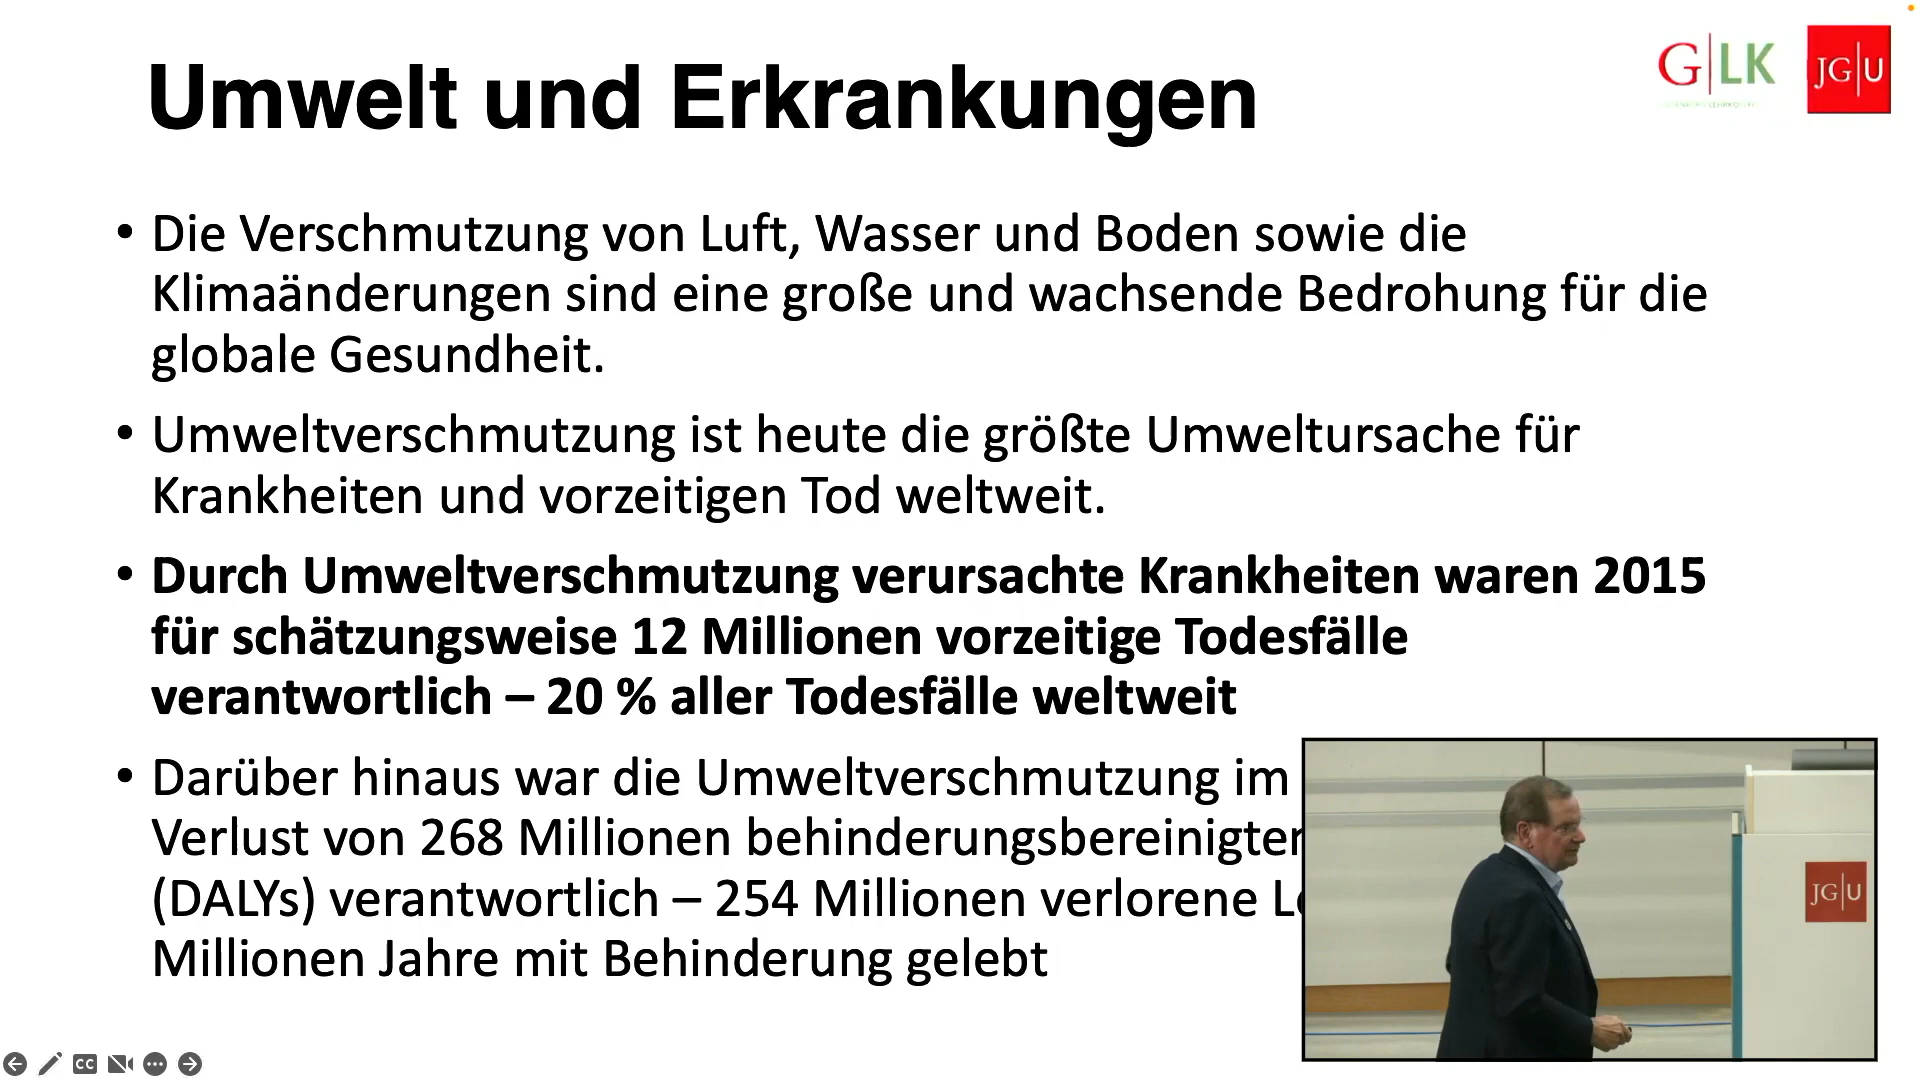 Umwelt und Erkrankungen
G|LK
JG|U
• Die Verschmutzung von Luft, Wasser und Boden sowie die
Klimaänderungen sind eine große und wachsende Bedrohung für die
globale Gesundheit.
• Umweltverschmutzung ist heute die größte Umweltursache für
Krankheiten und vorzeitigen Tod weltweit.
• Durch Umweltverschmutzung verursachte Krankheiten waren 2015
für schätzungsweise 12 Millionen vorzeitige Todesfälle
verantwortlich – 20 % aller Todesfälle weltweit
• Darüber hinaus war die Umweltverschmutzung im
Verlust von 268 Millionen behinderungsbereinigten
(DALYs) verantwortlich – 254 Millionen verlorene
Millionen Jahre mit Behinderung gelebt
JG|U
CC